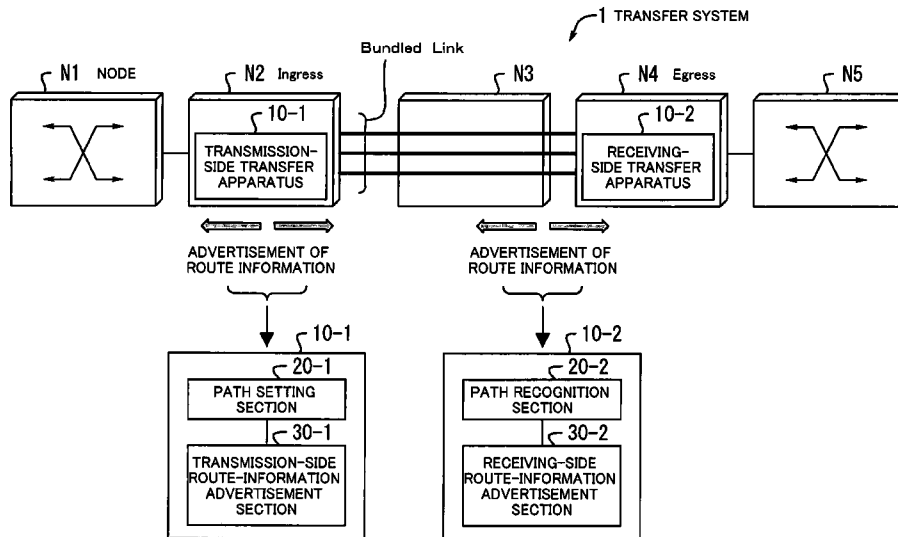 1 TRANSFER SYSTEM
Bundled Link
N1 NODE
N2 Ingress
N3
N4 Egress
N5
10-1
10-2
TRANSMISSION-
SIDE TRANSFER
APPARATUS
RECEIVING-
SIDE TRANSFER
APPARATUS
ADVERTISEMENT OF
ROUTE INFORMATION
ADVERTISEMENT OF
ROUTE INFORMATION
10-1
20-1
PATH SETTING
SECTION
30-1
TRANSMISSION-SIDE
ROUTE-INFORMATION
ADVERTISEMENT
SECTION
10-2
20-2
PATH RECOGNITION
SECTION
30-2
RECEIVING-SIDE
ROUTE-INFORMATION
ADVERTISEMENT
SECTION